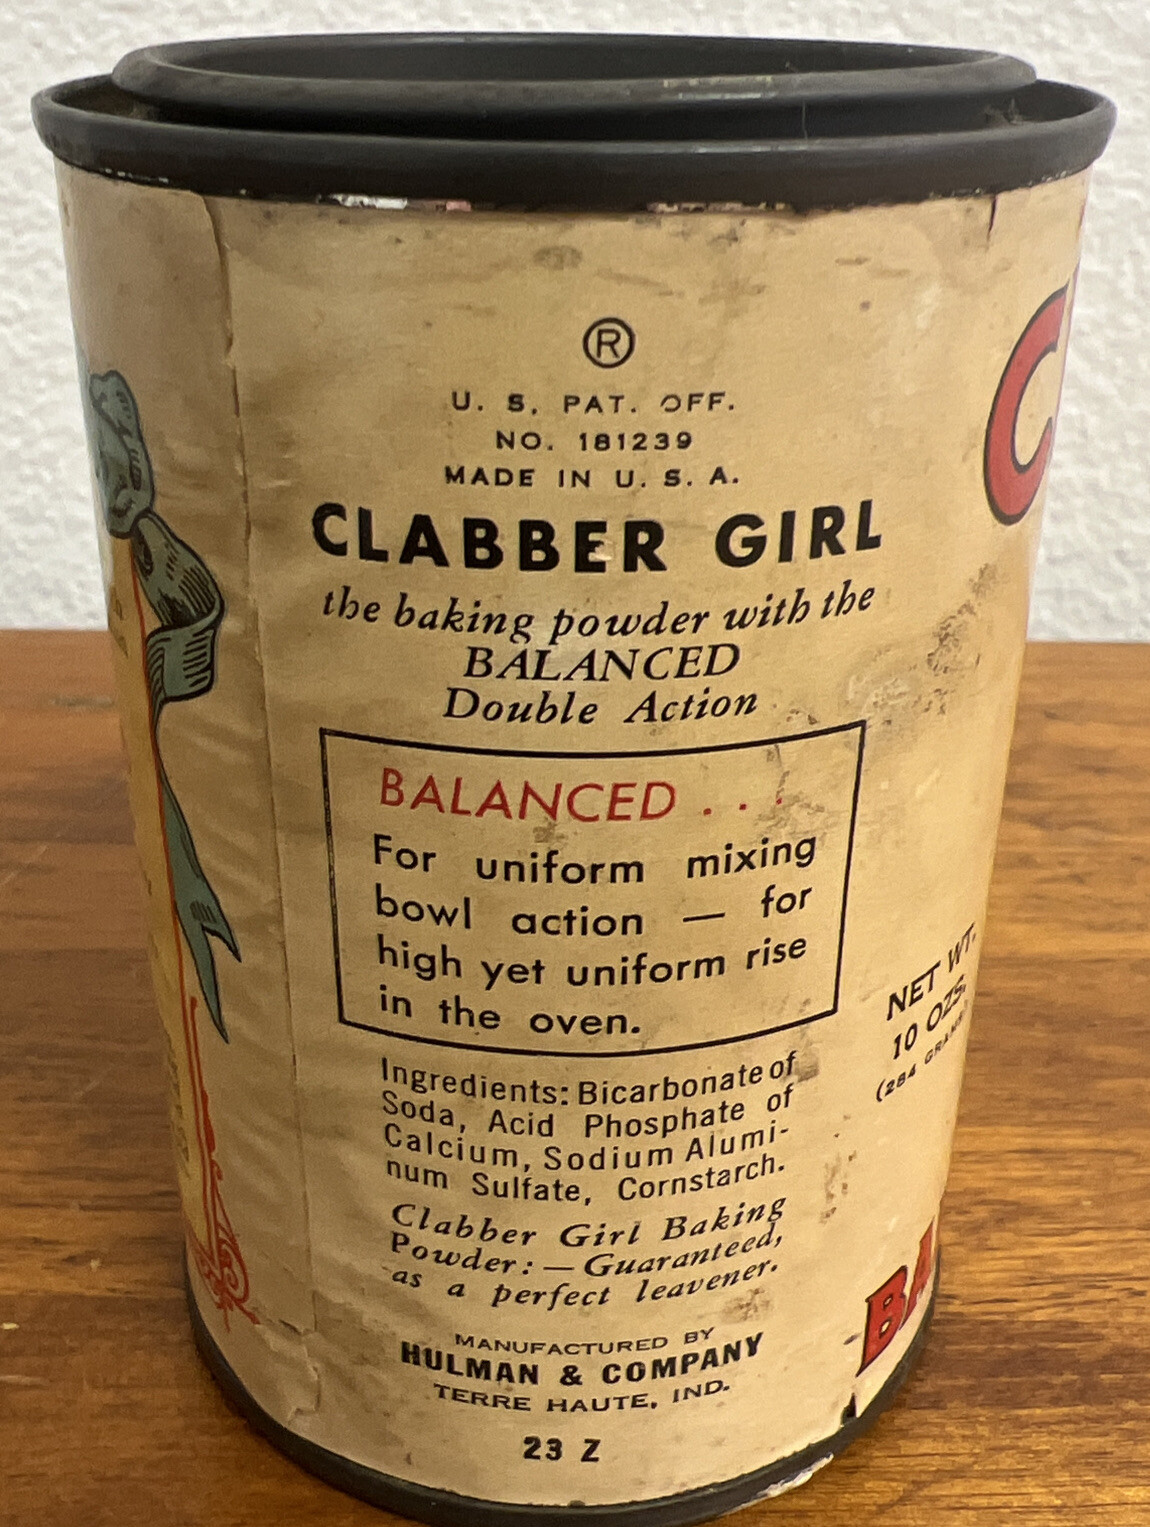 ®
U. S. PAT. OFF.
NO. 181239
MADE IN U. S. A.
CLABBER GIRL
the baking powder with the
BALANCED
Double Action
BALANCED . . .
For uniform mixing
bowl action — for
high yet uniform rise
in the oven.
Ingredients: Bicarbonate of
Soda, Acid Phosphate of
Calcium, Sodium Alumi-
num Sulfate, Cornstarch.
Clabber Girl Baking
Powder: — Guaranteed,
as a perfect leavener.
MANUFACTURED BY
HULMAN & COMPANY
TERRE HAUTE, IND.
23 Z
C
NET WT.
10 OZS.
(284 GRAMS)
BA